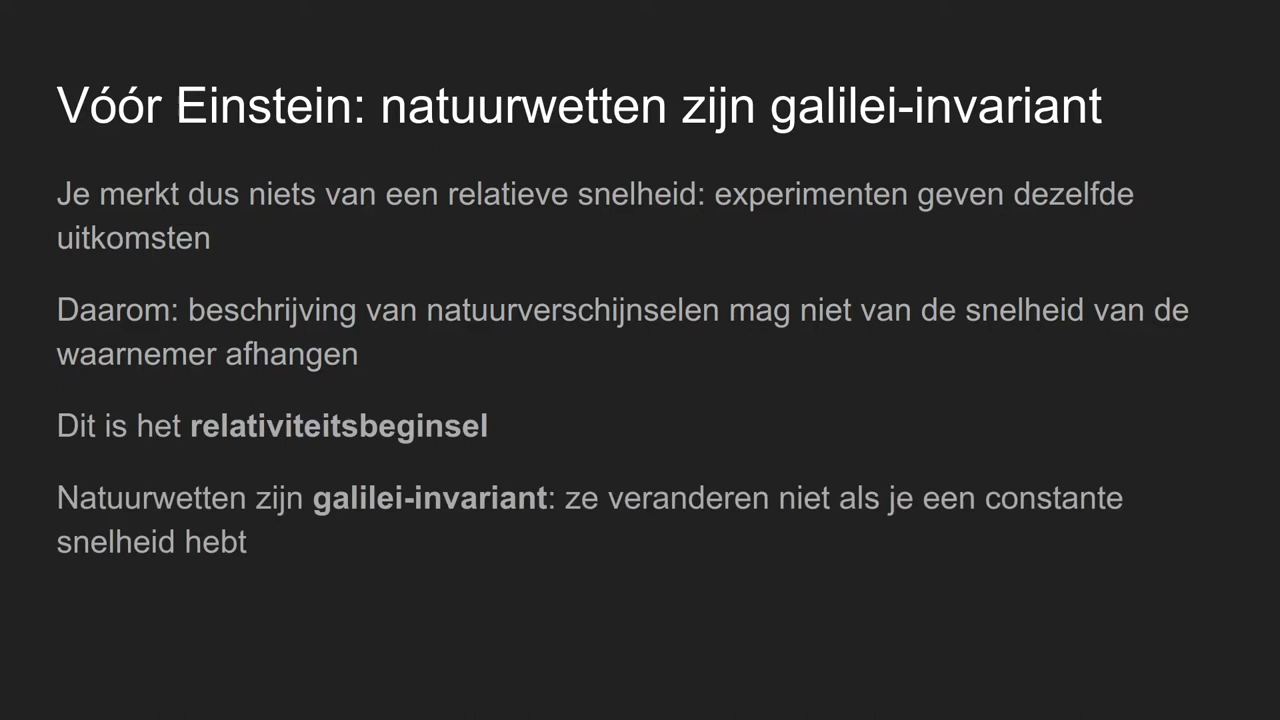 Vóór Einstein: natuurwetten zijn galilei-invariant
Je merkt dus niets van een relatieve snelheid: experimenten geven dezelfde
uitkomsten
Daarom: beschrijving van natuurverschijnselen mag niet van de snelheid van de
waarnemer afhangen
Dit is het relativiteitsbeginsel
Natuurwetten zijn galilei-invariant: ze veranderen niet als je een constante
snelheid hebt